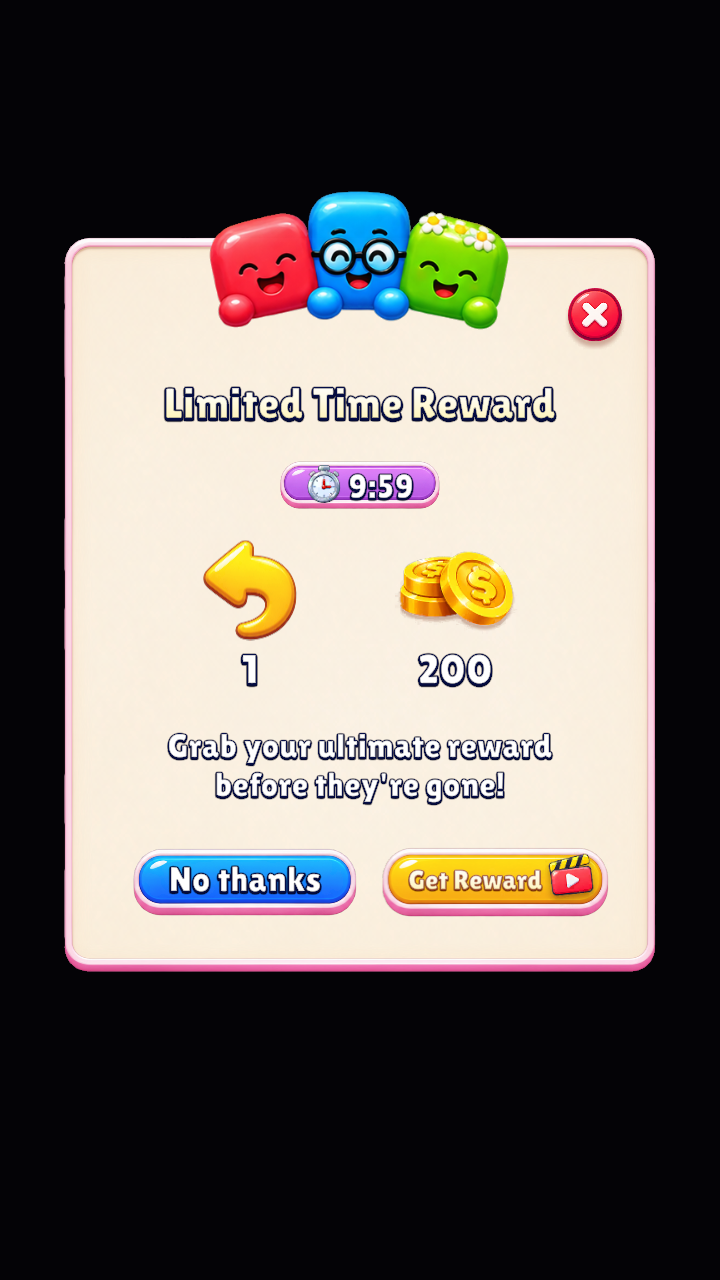 Limited Time Reward
9:59
1
200
Grab your ultimate reward
before they're gone!
No thanks
Get Reward